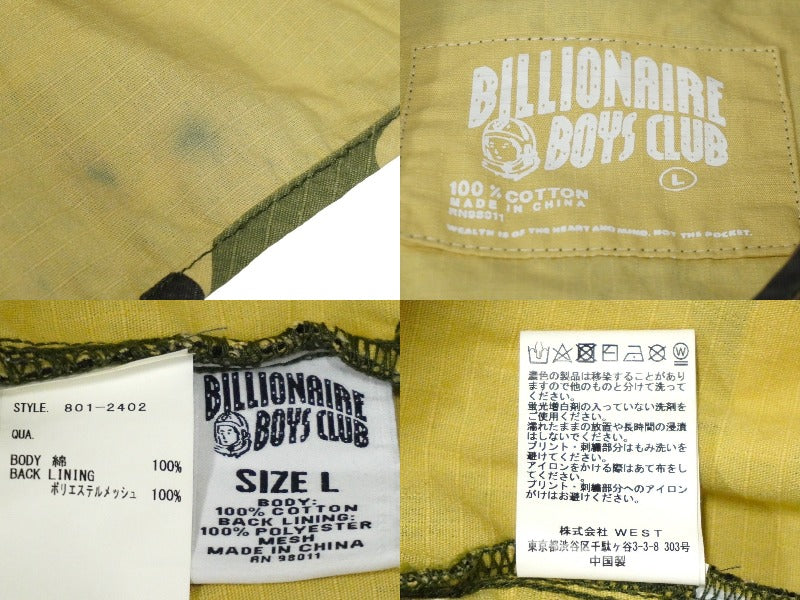 BILLIONAIRE
BOYS CLUB
L
100% COTTON
MADE IN CHINA
RN98011
WEALTH IS OF THE HEART AND MIND, NOT THE POCKET.
STYLE. 801-2402
QUA.
BODY 綿 100%
BACK LINING
ポリエステルメッシュ 100%
BILLIONAIRE
BOYS CLUB
SIZE L
BODY:
100% COTTON
BACK LINING:
100% POLYESTER
MESH
MADE IN CHINA
RN 98011
濃色の製品は移染することがあり
ますので他のものと分けて洗って
ください。
蛍光増白剤の入っていない洗剤を
ご使用ください。
濡れたままの放置や長時間の浸漬
はしないでください。
プリント・刺繍部分はもみ洗いを
避けてください。
アイロンをかける際はあて布をし
てください。
プリント・刺繍部分へのアイロン
がけはお避けください。
株式会社 WEST
東京都渋谷区千駄ヶ谷3-3-8 303号
中国製